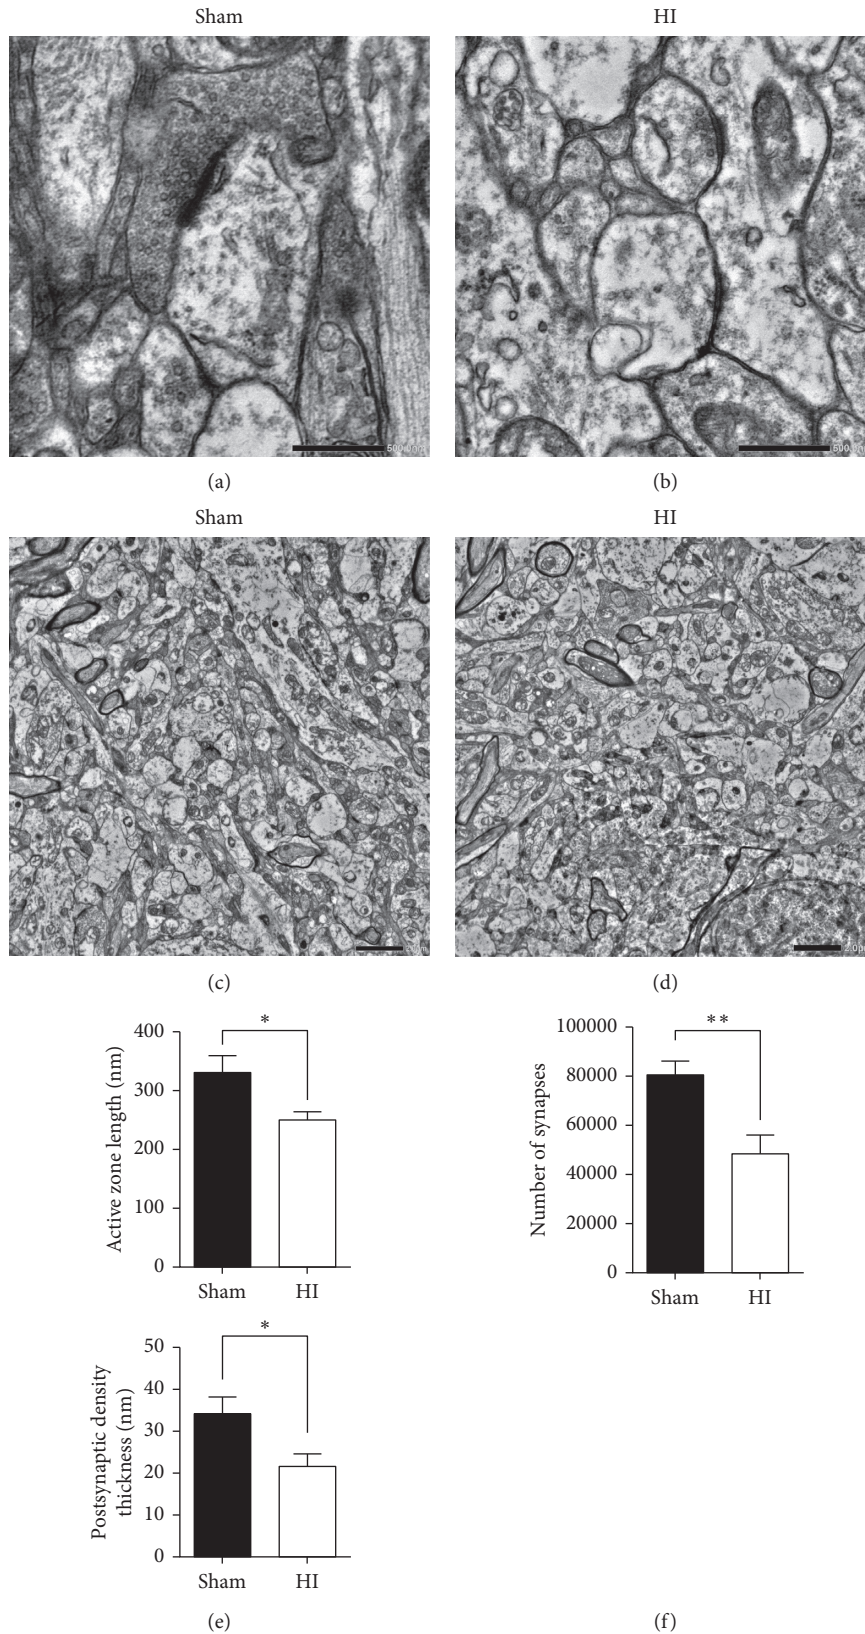 Sham
HI
500.0nm
500.0nm
(a)
(b)
Sham
HI
(c)
(d)
400
300
200
100
0
Active zone length (nm)
*
Sham
HI
100000
80000
60000
40000
20000
0
Number of synapses
**
Sham
HI
50
40
30
20
10
0
Postsynaptic density
thickness (nm)
*
Sham
HI
(e)
(f)